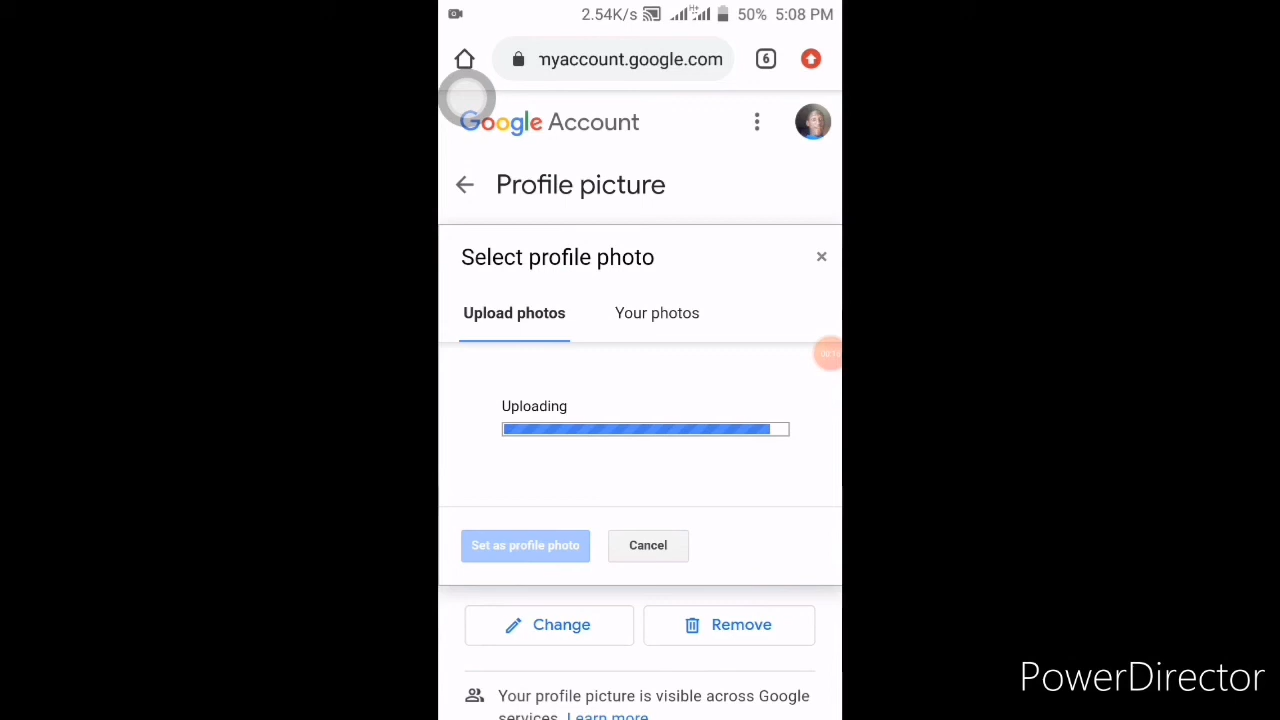 2.54K/s 50% 5:08 PM
nyaccount.google.com 6
Google Account
Profile picture
Select profile photo
Upload photos Your photos
Uploading
Set as profile photo Cancel
Change Remove
Your profile picture is visible across Google
services. Learn more
PowerDirector